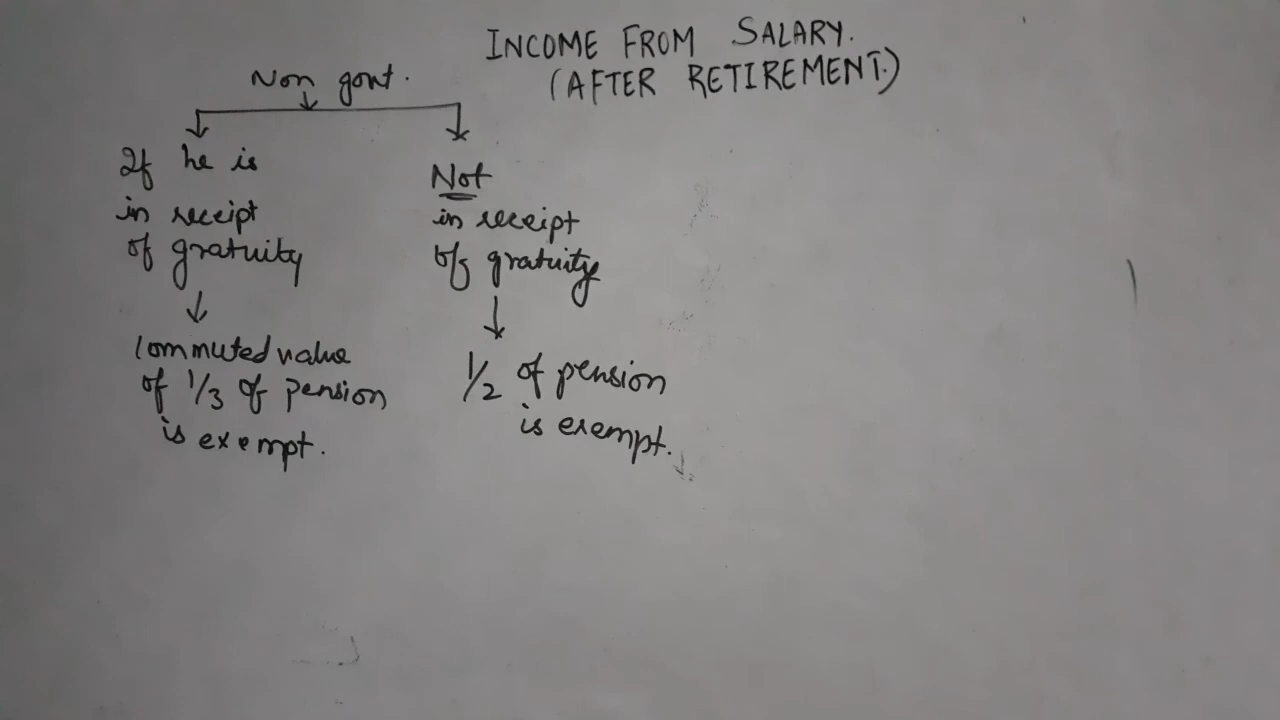 INCOME FROM SALARY.
(AFTER RETIREMENT.)
Non govt.
If he is
in receipt
of gratuity
Commuted value
of 1/3 of pension
is exempt.
Not
in receipt
of gratuity
1/2 of pension
is exempt.